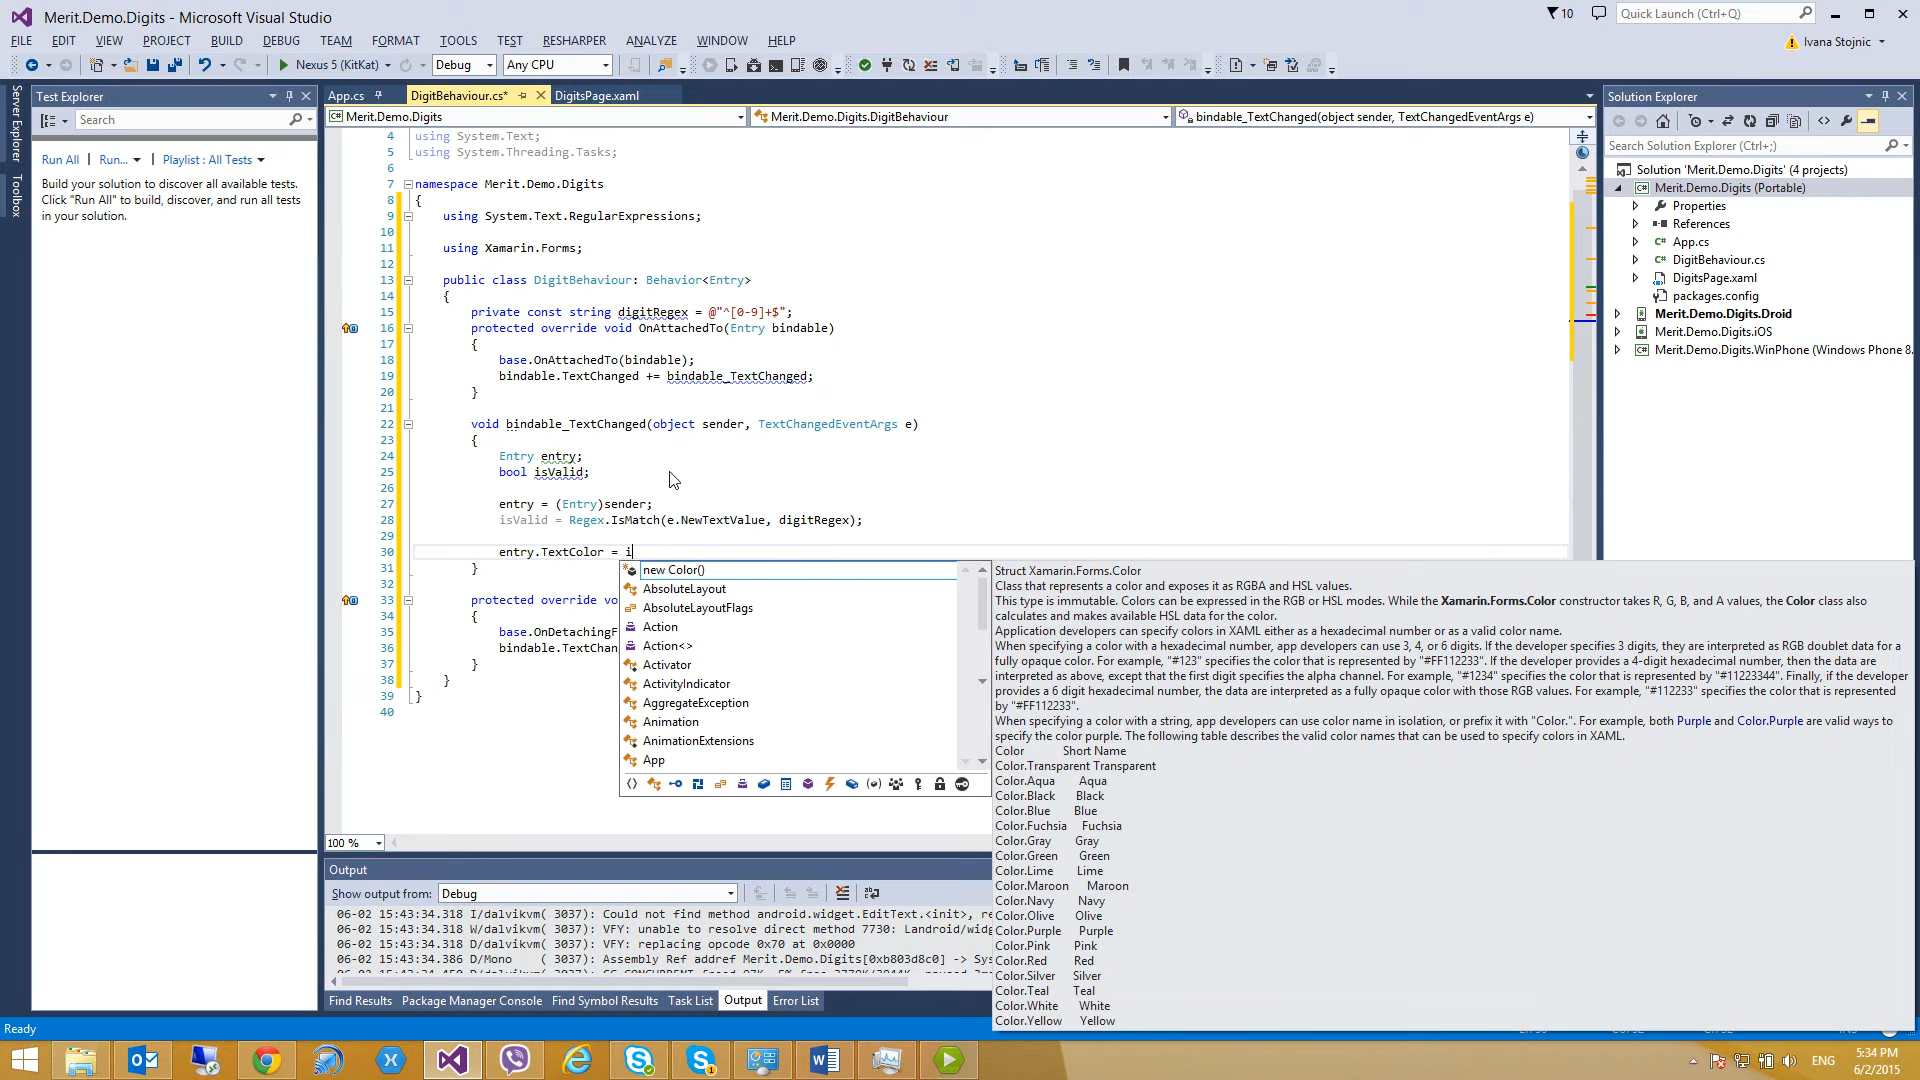 Merit.Demo.Digits - Microsoft Visual Studio
10
Quick Launch (Ctrl+Q)
FILE EDIT VIEW PROJECT BUILD DEBUG TEAM FORMAT TOOLS TEST RESHARPER ANALYZE WINDOW HELP
Ivana Stojnic
Nexus 5 (KitKat)
Debug
Any CPU
Server Explorer
Toolbox
Test Explorer
Search
Run All
Run...
Playlist : All Tests
Build your solution to discover all available tests.
Click "Run All" to build, discover, and run all tests
in your solution.
App.cs
DigitBehaviour.cs*
DigitsPage.xaml
Merit.Demo.Digits
Merit.Demo.Digits.DigitBehaviour
bindable_TextChanged(object sender, TextChangedEventArgs e)
4 using System.Text;
5 using System.Threading.Tasks;
6
7 namespace Merit.Demo.Digits
8 {
9 using System.Text.RegularExpressions;
10
11 using Xamarin.Forms;
12
13 public class DigitBehaviour: Behavior<Entry>
14 {
15 private const string digitRegex = @"^[0-9]+$";
16 protected override void OnAttachedTo(Entry bindable)
17 {
18 base.OnAttachedTo(bindable);
19 bindable.TextChanged += bindable_TextChanged;
20 }
21
22 void bindable_TextChanged(object sender, TextChangedEventArgs e)
23 {
24 Entry entry;
25 bool isValid;
26
27 entry = (Entry)sender;
28 isValid = Regex.IsMatch(e.NewTextValue, digitRegex);
29
30 entry.TextColor = i
31 }
32
33 protected override vo
34 {
35 base.OnDetachingF
36 bindable.TextChan
37 }
38 }
39 }
40
new Color()
AbsoluteLayout
AbsoluteLayoutFlags
Action
Action<>
Activator
ActivityIndicator
AggregateException
Animation
AnimationExtensions
App
Struct Xamarin.Forms.Color
Class that represents a color and exposes it as RGBA and HSL values.
This type is immutable. Colors can be expressed in the RGB or HSL modes. While the Xamarin.Forms.Color constructor takes R, G, B, and A values, the Color class also
calculates and makes available HSL data for the color.
Application developers can specify colors in XAML either as a hexadecimal number or as a valid color name.
When specifying a color with a hexadecimal number, app developers can use 3, 4, or 6 digits. If the developer specifies 3 digits, they are interpreted as RGB doublet data for a
fully opaque color. For example, "#123" specifies the color that is represented by "#FF112233". If the developer provides a 4-digit hexadecimal number, then the data are
interpreted as above, except that the first digit specifies the alpha channel. For example, "#1234" specifies the color that is represented by "#11223344". Finally, if the developer
provides a 6 digit hexadecimal number, the data are interpreted as a fully opaque color with those RGB values. For example, "#112233" specifies the color that is represented
by "#FF112233".
When specifying a color with a string, app developers can use color name in isolation, or prefix it with "Color.". For example, both Purple and Color.Purple are valid ways to
specify the color purple. The following table describes the valid color names that can be used to specify colors in XAML.
Color Short Name
Color.Transparent Transparent
Color.Aqua Aqua
Color.Black Black
Color.Blue Blue
Color.Fuchsia Fuchsia
Color.Gray Gray
Color.Green Green
Color.Lime Lime
Color.Maroon Maroon
Color.Navy Navy
Color.Olive Olive
Color.Purple Purple
Color.Pink Pink
Color.Red Red
Color.Silver Silver
Color.Teal Teal
Color.White White
Color.Yellow Yellow
Solution Explorer
Search Solution Explorer (Ctrl+;)
Solution 'Merit.Demo.Digits' (4 projects)
Merit.Demo.Digits (Portable)
Properties
References
App.cs
DigitBehaviour.cs
DigitsPage.xaml
packages.config
Merit.Demo.Digits.Droid
Merit.Demo.Digits.iOS
Merit.Demo.Digits.WinPhone (Windows Phone 8.
100 %
Output
Show output from:
Debug
06-02 15:43:34.318 I/dalvikvm( 3037): Could not find method android.widget.EditText.<init>, re
06-02 15:43:34.318 W/dalvikvm( 3037): VFY: unable to resolve direct method 7730: Landroid/widg
06-02 15:43:34.318 D/dalvikvm( 3037): VFY: replacing opcode 0x70 at 0x0000
06-02 15:43:34.386 D/Mono ( 3037): Assembly Ref addref Merit.Demo.Digits[0xb803d8c0] -> Sys
Find Results Package Manager Console Find Symbol Results Task List Output Error List
Ready
ENG
5:34 PM
6/2/2015